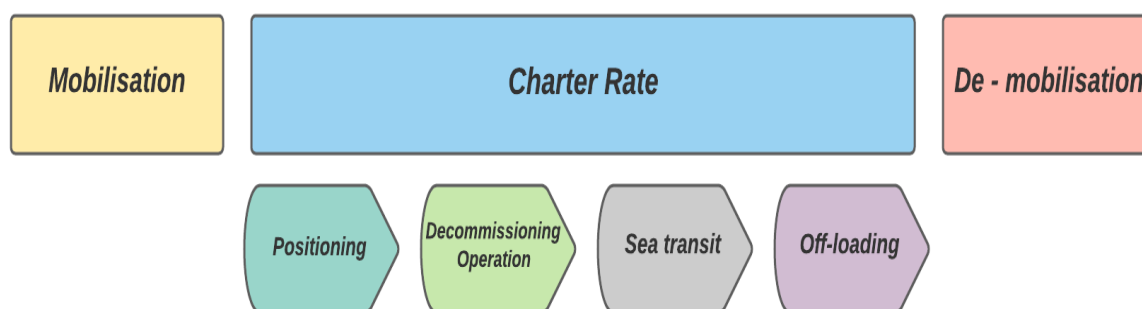 Mobilisation
Charter Rate
De - mobilisation
Positioning
Decommissioning
Operation
Sea transit
Off-loading